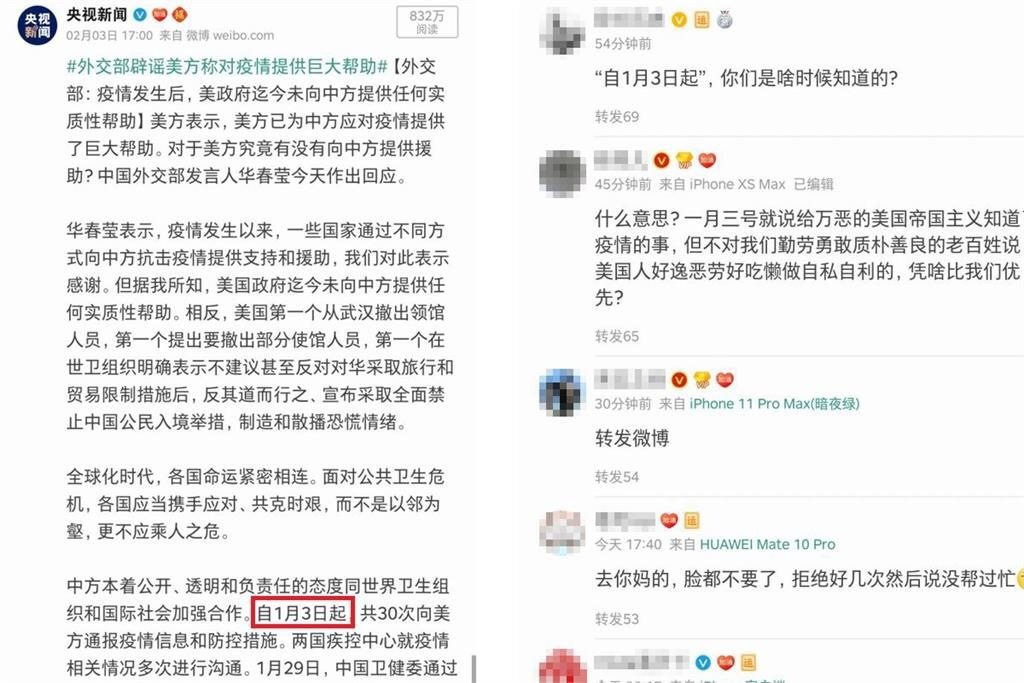 央视新闻
央视新闻
02月03日 17:00 来自 微博 weibo.com
832万
阅读
#外交部辟谣美方称对疫情提供巨大帮助#【外交
部：疫情发生后，美政府迄今未向中方提供任何实
质性帮助】美方表示，美方已为中方应对疫情提供
了巨大帮助。对于美方究竟有没有向中方提供援
助？中国外交部发言人华春莹今天作出回应。
华春莹表示，疫情发生以来，一些国家通过不同方
式向中方抗击疫情提供支持和援助，我们对此表示
感谢。但据我所知，美国政府迄今未向中方提供任
何实质性帮助。相反，美国第一个从武汉撤出领馆
人员，第一个提出要撤出部分使馆人员，第一个在
世卫组织明确表示不建议甚至反对对华采取旅行和
贸易限制措施后，反其道而行之、宣布采取全面禁
止中国公民入境举措，制造和散播恐慌情绪。
全球化时代，各国命运紧密相连。面对公共卫生危
机，各国应当携手应对、共克时艰，而不是以邻为
壑，更不应乘人之危。
中方本着公开、透明和负责任的态度同世界卫生组
织和国际社会加强合作。自1月3日起，共30次向美
方通报疫情信息和防控措施。两国疾控中心就疫情
相关情况多次进行沟通。1月29日，中国卫健委通过
54分钟前
“自1月3日起”，你们是啥时候知道的？
转发69
45分钟前 来自 iPhone XS Max 已编辑
什么意思？一月三号就说给万恶的美国帝国主义知道了
疫情的事，但不对我们勤劳勇敢质朴善良的老百姓说
美国人好逸恶劳好吃懒做自私自利的，凭啥比我们优
先？
转发65
30分钟前 来自 iPhone 11 Pro Max(暗夜绿)
转发微博
转发54
今天 17:40 来自 HUAWEI Mate 10 Pro
去你妈的，脸都不要了，拒绝好几次然后说没帮过忙
转发53